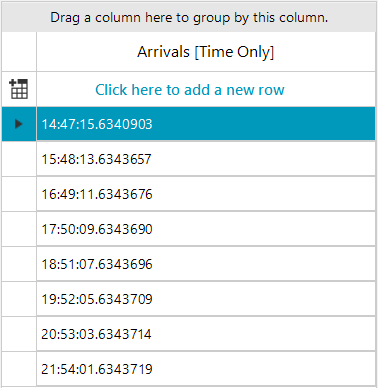 Drag a column here to group by this column.
Arrivals [Time Only]
Click here to add a new row
14:47:15.6340903
15:48:13.6343657
16:49:11.6343676
17:50:09.6343690
18:51:07.6343696
19:52:05.6343709
20:53:03.6343714
21:54:01.6343719